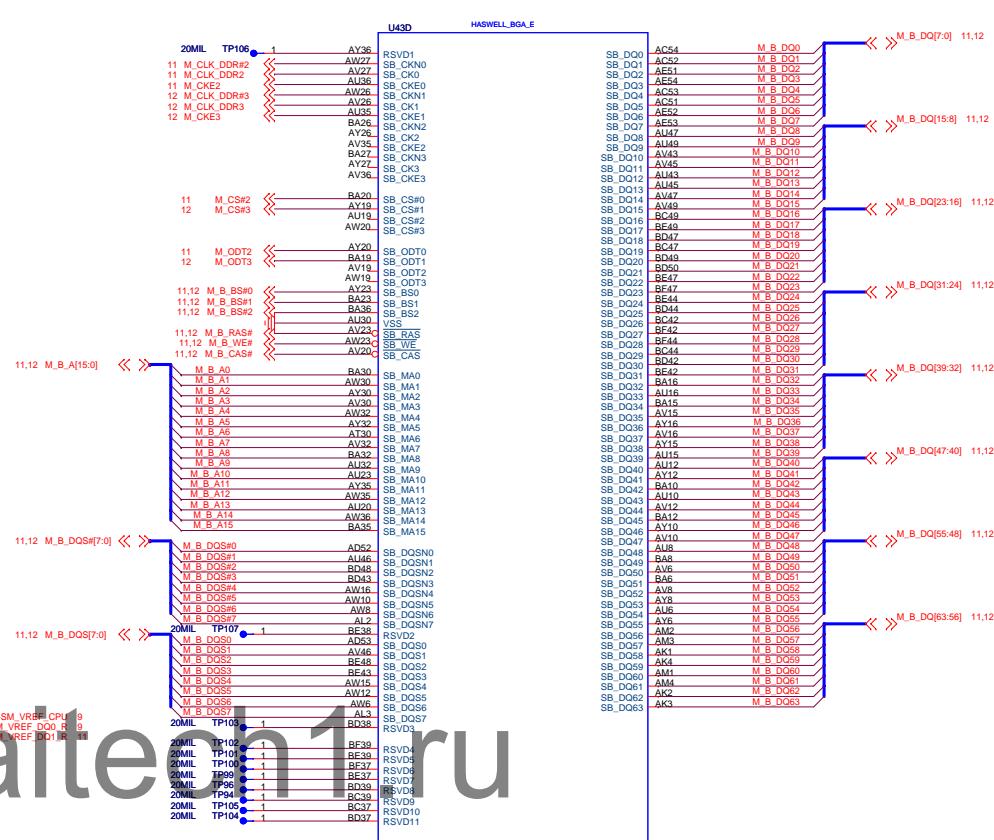 U43D HASWELL_BGA_E
20MIL TP106 1 AY36 RSVD1
11 M_CLK_DDR#2 AW27 SB_CKN0
11 M_CLK_DDR2 AV27 SB_CK0
11 M_CKE2 AU36 SB_CKE0
12 M_CLK_DDR#3 AW26 SB_CKN1
12 M_CLK_DDR3 AV26 SB_CK1
12 M_CKE3 AU35 SB_CKE1
BA26 SB_CKN2
AY26 SB_CK2
AV35 SB_CKE2
BA27 SB_CKN3
AY27 SB_CK3
AV36 SB_CKE3
11 M_CS#2 BA20 SB_CS#0
12 M_CS#3 AY19 SB_CS#1
AU19 SB_CS#2
AW20 SB_CS#3
11 M_ODT2 AY20 SB_ODT0
12 M_ODT3 BA19 SB_ODT1
AV19 SB_ODT2
AW19 SB_ODT3
11,12 M_B_BS#0 AY23 SB_BS0
11,12 M_B_BS#1 BA23 SB_BS1
11,12 M_B_BS#2 BA36 SB_BS2
AU30 VSS
11,12 M_B_RAS# AV23 SB_RAS
11,12 M_B_WE# AW23 SB_WE
11,12 M_B_CAS# AV20 SB_CAS
11,12 M_B_A[15:0]
M_B_A0 BA30 SB_MA0
M_B_A1 AW30 SB_MA1
M_B_A2 AY30 SB_MA2
M_B_A3 AV30 SB_MA3
M_B_A4 AW32 SB_MA4
M_B_A5 AY32 SB_MA5
M_B_A6 AT30 SB_MA6
M_B_A7 AV32 SB_MA7
M_B_A8 BA32 SB_MA8
M_B_A9 AU32 SB_MA9
M_B_A10 AU23 SB_MA10
M_B_A11 AY35 SB_MA11
M_B_A12 AW35 SB_MA12
M_B_A13 AU20 SB_MA13
M_B_A14 AW36 SB_MA14
M_B_A15 BA35 SB_MA15
11,12 M_B_DQS#[7:0]
M_B_DQS#0 AD52 SB_DQSN0
M_B_DQS#1 AU46 SB_DQSN1
M_B_DQS#2 BD48 SB_DQSN2
M_B_DQS#3 BD43 SB_DQSN3
M_B_DQS#4 AW16 SB_DQSN4
M_B_DQS#5 AW10 SB_DQSN5
M_B_DQS#6 AW8 SB_DQSN6
M_B_DQS#7 AL2 SB_DQSN7
20MIL TP107 1 BE38 RSVD2
11,12 M_B_DQS[7:0]
M_B_DQS0 AD53 SB_DQS0
M_B_DQS1 AV46 SB_DQS1
M_B_DQS2 BE48 SB_DQS2
M_B_DQS3 BE43 SB_DQS3
M_B_DQS4 AW15 SB_DQS4
M_B_DQS5 AW12 SB_DQS5
M_B_DQS6 AW6 SB_DQS6
M_B_DQS7 AL3 SB_DQS7
SM_VREF_CPU 9
M_VREF_DQ0_R 9
M_VREF_DQ1_R 11
20MIL TP103 1 BD38 RSVD3
20MIL TP102 1 BF39 RSVD4
20MIL TP101 1 BE39 RSVD5
20MIL TP100 1 BF37 RSVD6
20MIL TP99 1 BE37 RSVD7
20MIL TP96 1 BD39 RSVD8
20MIL TP94 1 BC39 RSVD9
20MIL TP105 1 BC37 RSVD10
20MIL TP104 1 BD37 RSVD11
M_B_DQ[7:0] 11,12
SB_DQ0 AC54 M_B_DQ0
SB_DQ1 AC52 M_B_DQ1
SB_DQ2 AE51 M_B_DQ2
SB_DQ3 AE54 M_B_DQ3
SB_DQ4 AC53 M_B_DQ4
SB_DQ5 AC51 M_B_DQ5
SB_DQ6 AE52 M_B_DQ6
SB_DQ7 AE53 M_B_DQ7
M_B_DQ[15:8] 11,12
SB_DQ8 AU47 M_B_DQ8
SB_DQ9 AU49 M_B_DQ9
SB_DQ10 AV43 M_B_DQ10
SB_DQ11 AV45 M_B_DQ11
SB_DQ12 AU43 M_B_DQ12
SB_DQ13 AU45 M_B_DQ13
SB_DQ14 AV47 M_B_DQ14
SB_DQ15 AV49 M_B_DQ15
M_B_DQ[23:16] 11,12
SB_DQ16 BC49 M_B_DQ16
SB_DQ17 BE49 M_B_DQ17
SB_DQ18 BD47 M_B_DQ18
SB_DQ19 BC47 M_B_DQ19
SB_DQ20 BD49 M_B_DQ20
SB_DQ21 BD50 M_B_DQ21
SB_DQ22 BE47 M_B_DQ22
SB_DQ23 BF47 M_B_DQ23
M_B_DQ[31:24] 11,12
SB_DQ24 BE44 M_B_DQ24
SB_DQ25 BD44 M_B_DQ25
SB_DQ26 BC42 M_B_DQ26
SB_DQ27 BF42 M_B_DQ27
SB_DQ28 BF44 M_B_DQ28
SB_DQ29 BC44 M_B_DQ29
SB_DQ30 BD42 M_B_DQ30
SB_DQ31 BE42 M_B_DQ31
M_B_DQ[39:32] 11,12
SB_DQ32 BA16 M_B_DQ32
SB_DQ33 AU16 M_B_DQ33
SB_DQ34 BA15 M_B_DQ34
SB_DQ35 AV15 M_B_DQ35
SB_DQ36 AY16 M_B_DQ36
SB_DQ37 AV16 M_B_DQ37
SB_DQ38 AY15 M_B_DQ38
SB_DQ39 AU15 M_B_DQ39
M_B_DQ[47:40] 11,12
SB_DQ40 AU12 M_B_DQ40
SB_DQ41 AY12 M_B_DQ41
SB_DQ42 BA10 M_B_DQ42
SB_DQ43 AU10 M_B_DQ43
SB_DQ44 AV12 M_B_DQ44
SB_DQ45 BA12 M_B_DQ45
SB_DQ46 AY10 M_B_DQ46
SB_DQ47 AV10 M_B_DQ47
M_B_DQ[55:48] 11,12
SB_DQ48 AU8 M_B_DQ48
SB_DQ49 BA8 M_B_DQ49
SB_DQ50 AV6 M_B_DQ50
SB_DQ51 BA6 M_B_DQ51
SB_DQ52 AV8 M_B_DQ52
SB_DQ53 AY8 M_B_DQ53
SB_DQ54 AU6 M_B_DQ54
SB_DQ55 AY6 M_B_DQ55
M_B_DQ[63:56] 11,12
SB_DQ56 AM2 M_B_DQ56
SB_DQ57 AM3 M_B_DQ57
SB_DQ58 AK1 M_B_DQ58
SB_DQ59 AK4 M_B_DQ59
SB_DQ60 AM1 M_B_DQ60
SB_DQ61 AM4 M_B_DQ61
SB_DQ62 AK2 M_B_DQ62
SB_DQ63 AK3 M_B_DQ63
aitech1.ru